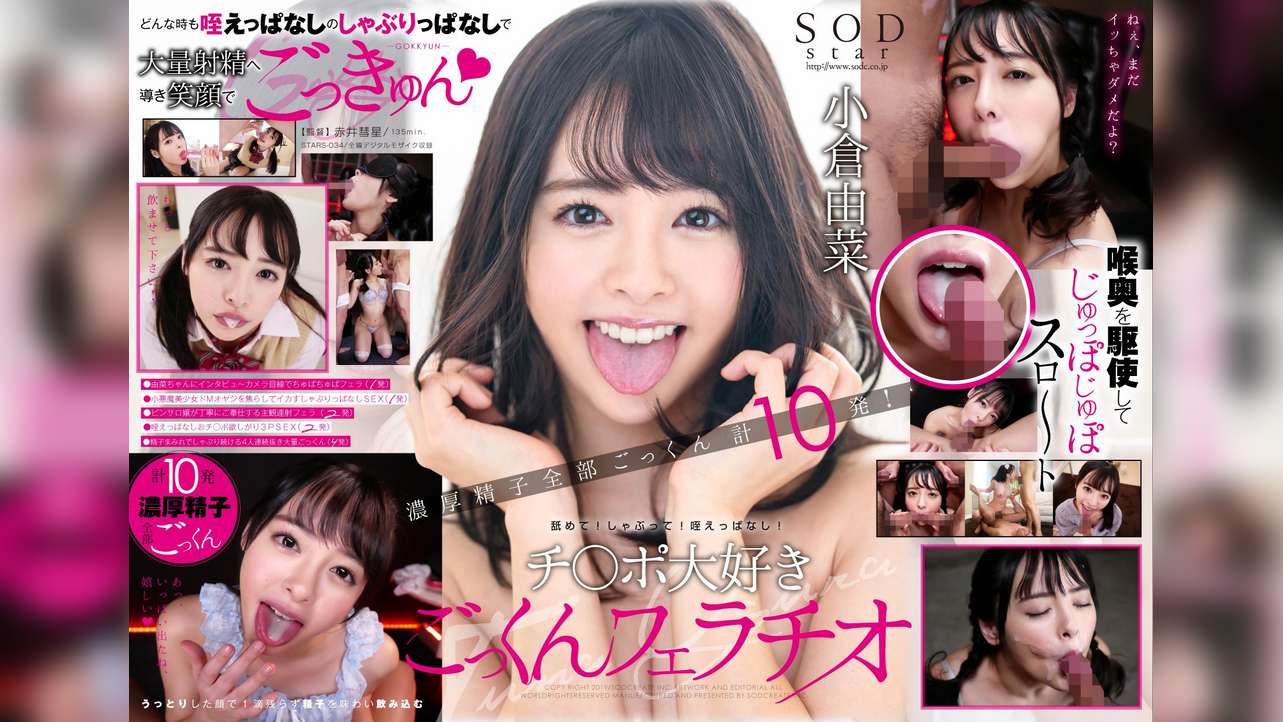 どんな時も咥えっぱなしのしゃぶりっぱなしで
大量射精へ
導き笑顔で
—GOKKYUN—
ごっきゅん♥
【監督】赤井彗星/135min.
STARS-034/全編デジタルモザイク収録
飲ませて下さい
●由菜ちゃんにインタビュ〜カメラ目線でちゅぱちゅぱフェラ(1発)
●小悪魔美少女ドMオヤジを焦らしてイカすしゃぶりっぱなしSEX(1発)
●ピンサロ嬢が丁寧にご奉仕する主観連射フェラ(2発)
●咥えっぱなしおチ◯ポ欲しがり3PSEX(2発)
●精子まみれでしゃぶり続ける4人連続抜き大量ごっくん(4発)
計10発
濃厚精子
全部
ごっくん
あっ、
いっぱい出たね、
嬉しい♥
うっとりした顔で!一滴残らず精子を味わい飲み込む
SOD
star
http://www.sodc.co.jp
小倉由菜
ねぇ、まだ
イッちゃダメだよ?
喉奥を駆使して
じゅっぽじゅぽ
スロ〜ト
濃厚精子全部ごっくん計10発!
舐めて!しゃぶって!咥えっぱなし!
チ◯ポ大好き
ごっくんフェラチオ